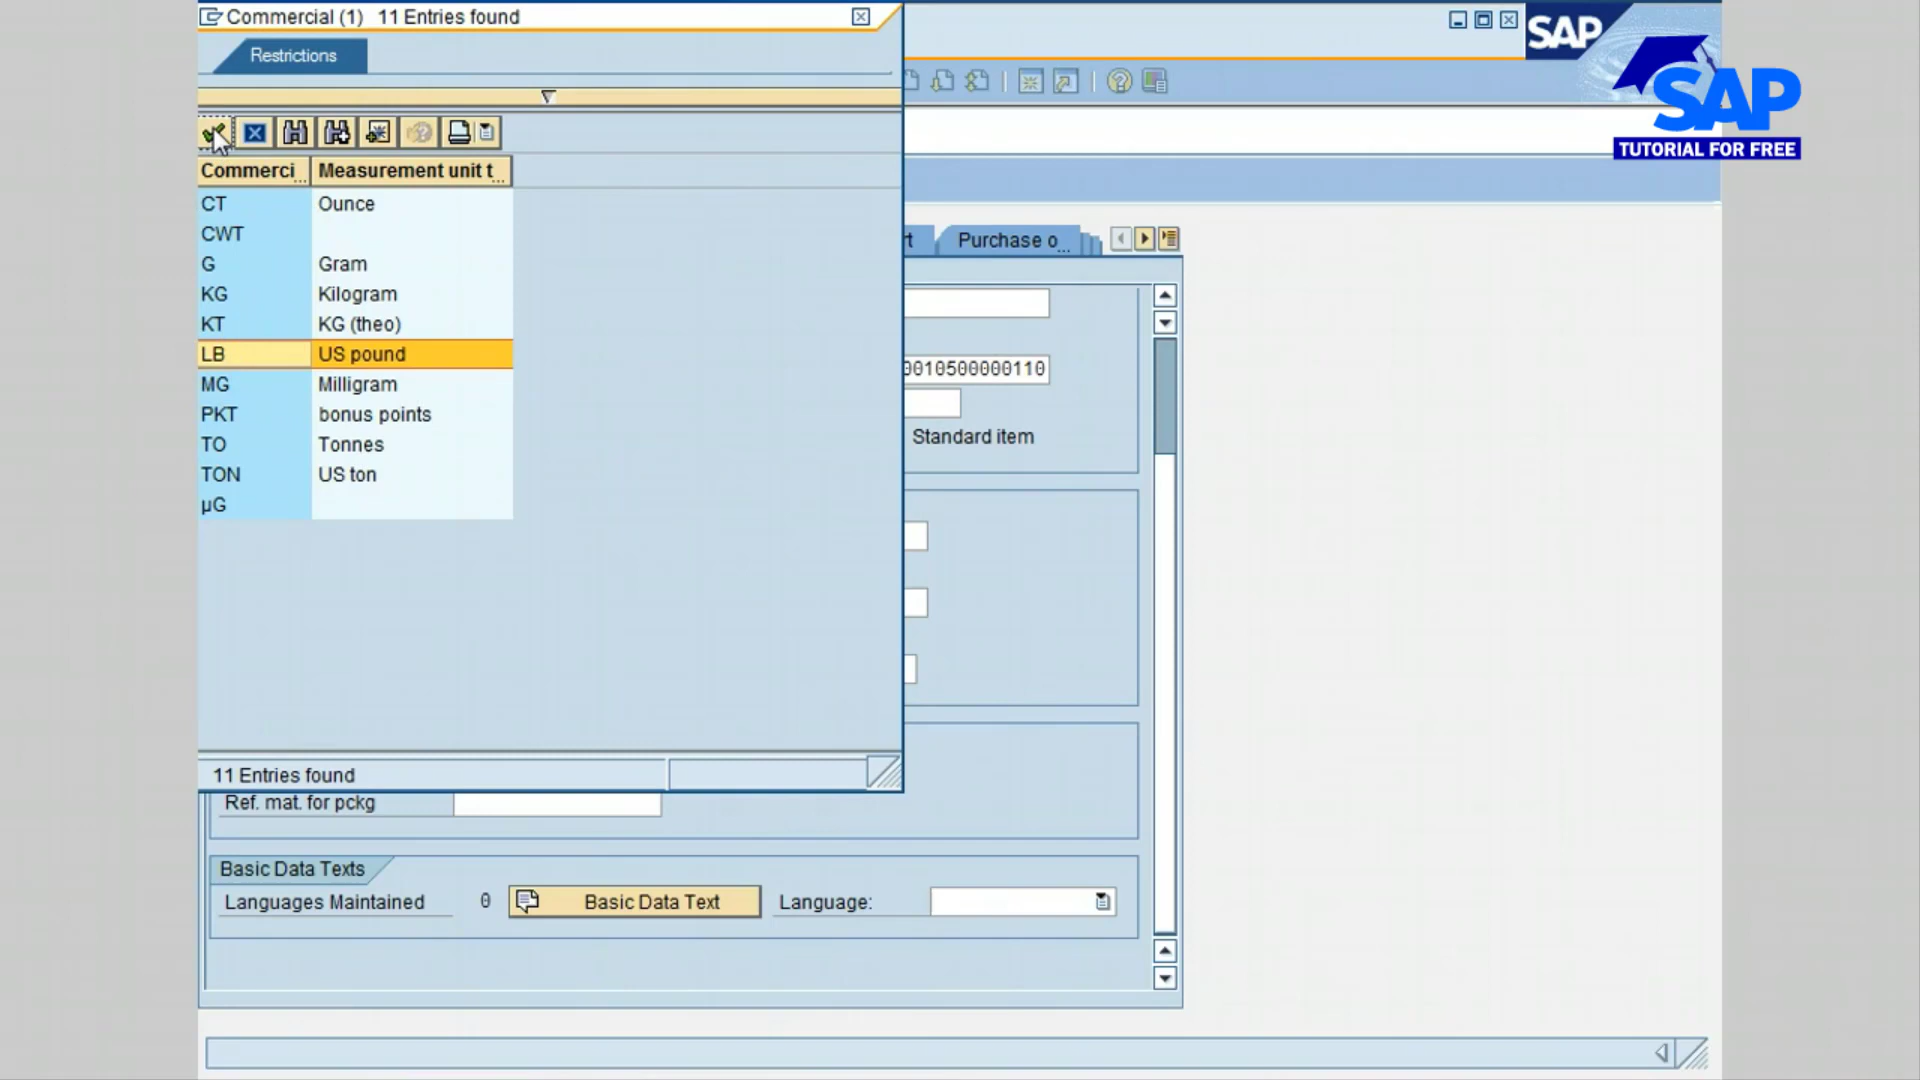 Commercial (1) 11 Entries found
SAP
Restrictions
SAP
TUTORIAL FOR FREE
Commerci... Measurement unit t...
CT Ounce
CWT
G Gram
KG Kilogram
KT KG (theo)
LB US pound
MG Milligram
PKT bonus points
TO Tonnes
TON US ton
µG
rt Purchase o...
0010500000110
Standard item
11 Entries found
Ref. mat. for pckg
Basic Data Texts
Languages Maintained 0 Basic Data Text Language: